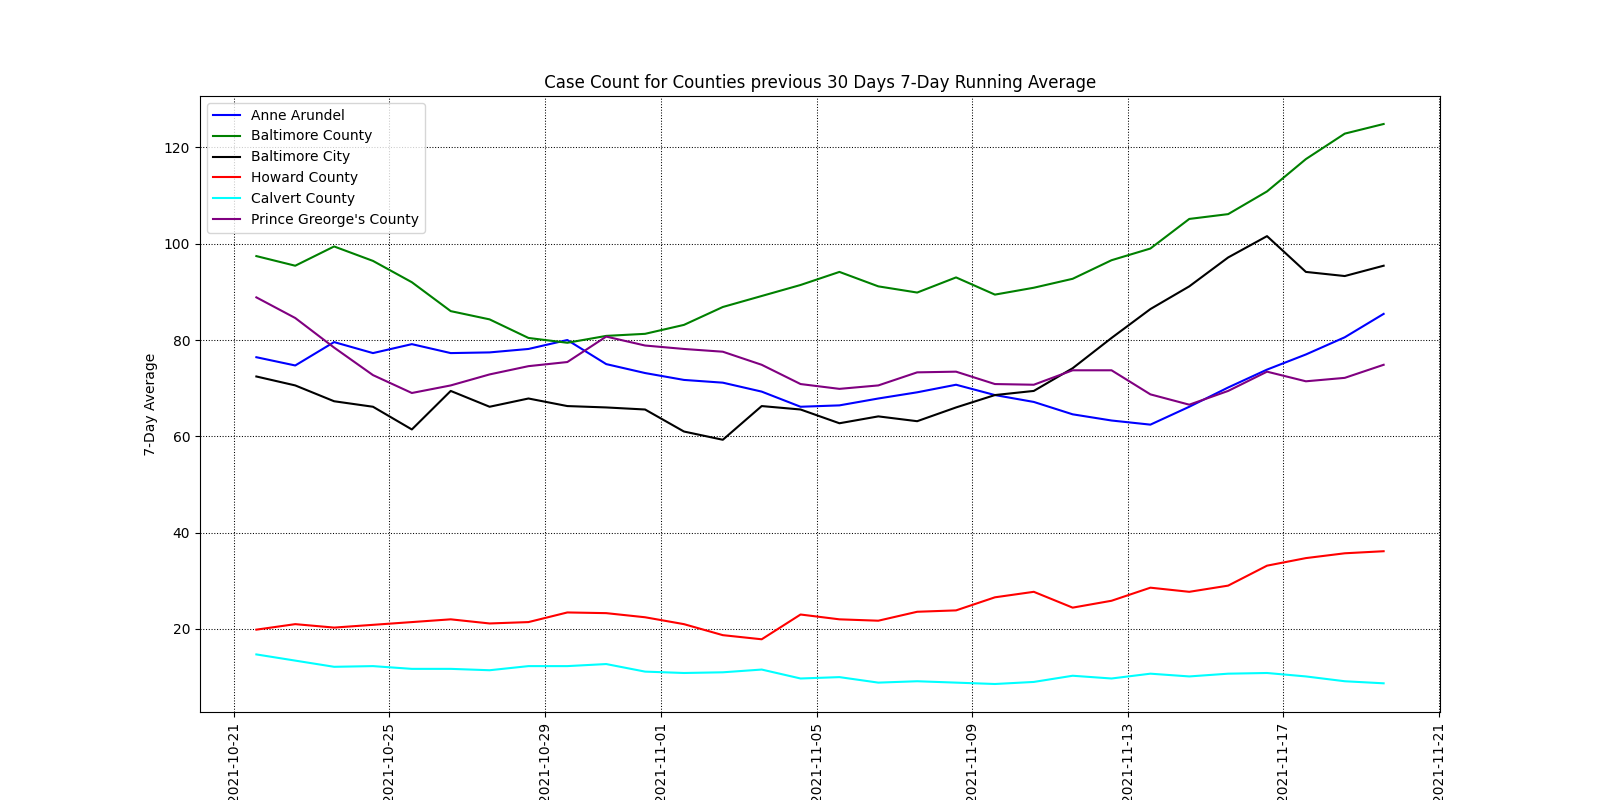 Case Count for Counties previous 30 Days 7-Day Running Average
Anne Arundel
Baltimore County
Baltimore City
Howard County
Calvert County
Prince Greorge's County
7-Day Average
120
100
80
60
40
20
2021-10-21
2021-10-25
2021-10-29
2021-11-01
2021-11-05
2021-11-09
2021-11-13
2021-11-17
2021-11-21